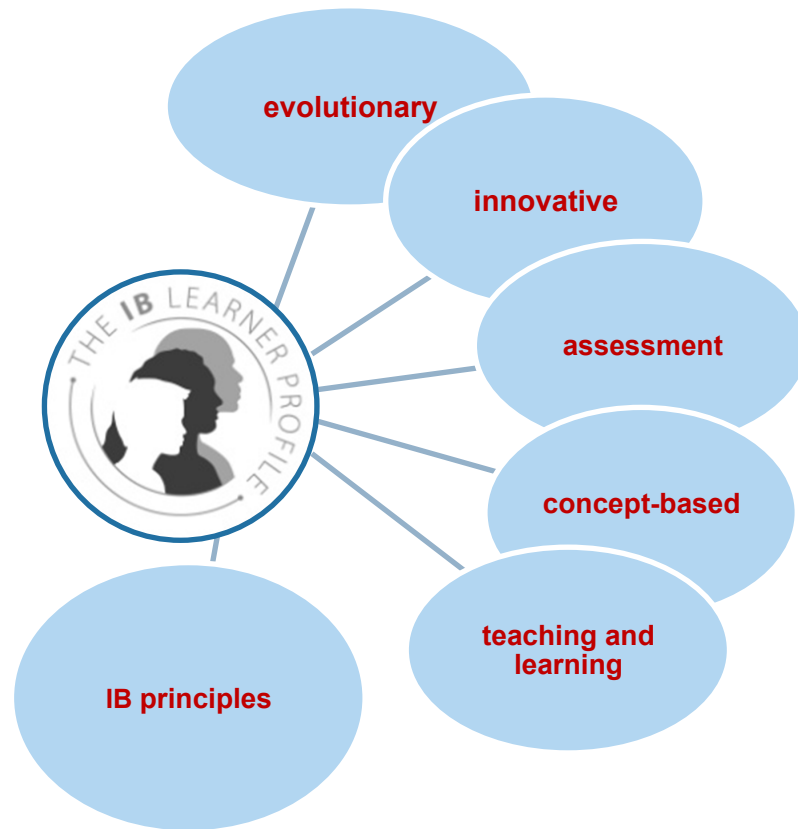 evolutionary
innovative
THE IB LEARNER PROFILE
assessment
concept-based
teaching and
learning
IB principles